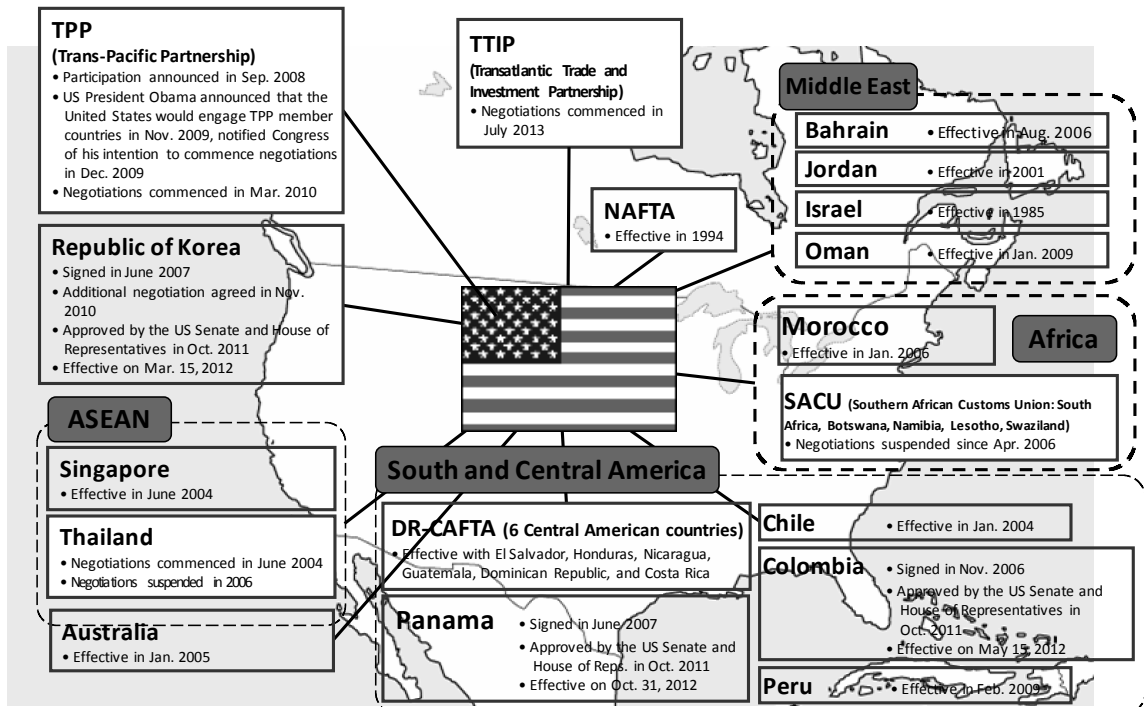 TPP
(Trans-Pacific Partnership)
• Participation announced in Sep. 2008
• US President Obama announced that the
United States would engage TPP member
countries in Nov. 2009, notified Congress
of his intention to commence negotiations
in Dec. 2009
• Negotiations commenced in Mar. 2010
TTIP
(Transatlantic Trade and
Investment Partnership)
• Negotiations commenced in
July 2013
NAFTA
• Effective in 1994
Middle East
Bahrain • Effective in Aug. 2006
Jordan • Effective in 2001
Israel • Effective in 1985
Oman • Effective in Jan. 2009
Republic of Korea
• Signed in June 2007
• Additional negotiation agreed in Nov.
2010
• Approved by the US Senate and House of
Representatives in Oct. 2011
• Effective on Mar. 15, 2012
Africa
Morocco
• Effective in Jan. 2006
SACU (Southern African Customs Union: South
Africa, Botswana, Namibia, Lesotho, Swaziland)
• Negotiations suspended since Apr. 2006
ASEAN
Singapore
• Effective in June 2004
Thailand
• Negotiations commenced in June 2004
• Negotiations suspended in 2006
Australia
• Effective in Jan. 2005
South and Central America
DR-CAFTA (6 Central American countries)
• Effective with El Salvador, Honduras, Nicaragua,
Guatemala, Dominican Republic, and Costa Rica
Panama
• Signed in June 2007
• Approved by the US Senate and
House of Reps. in Oct. 2011
• Effective on Oct. 31, 2012
Chile • Effective in Jan. 2004
Colombia • Signed in Nov. 2006
• Approved by the US Senate and
House of Representatives in
Oct. 2011
• Effective on May 15, 2012
Peru • Effective in Feb. 2009